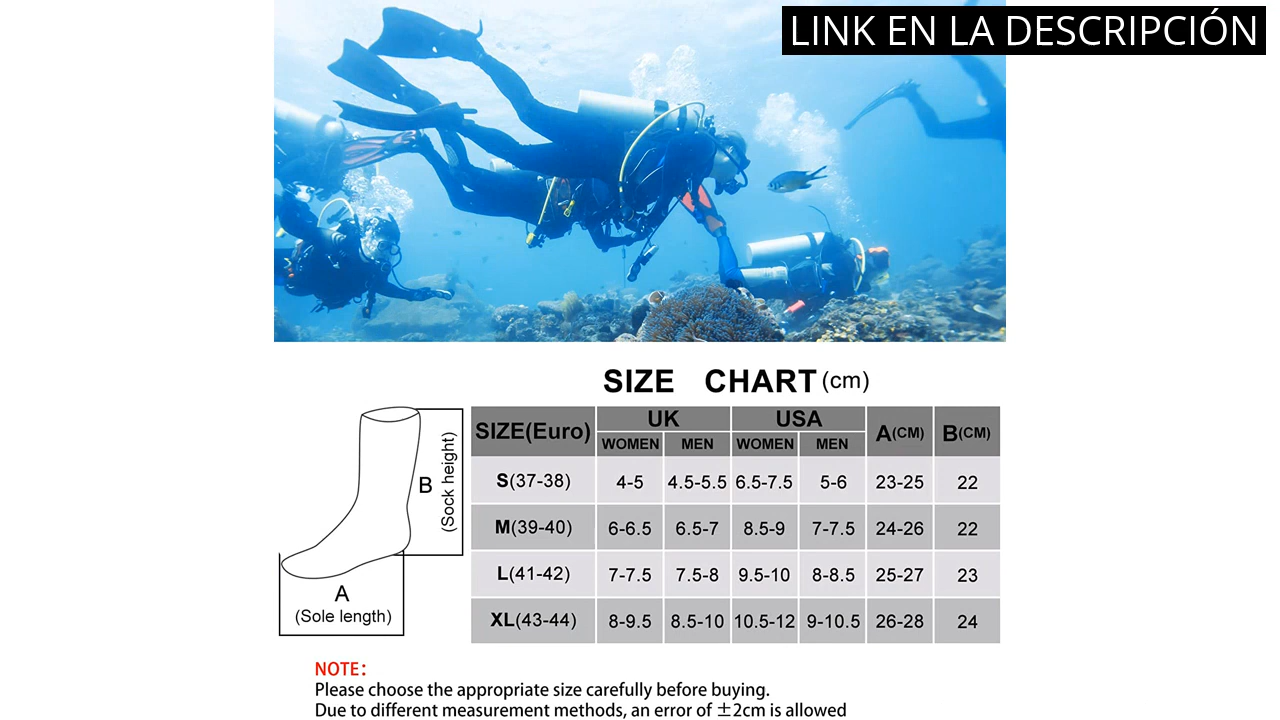 LINK EN LA DESCRIPCIÓN
SIZE CHART (cm)
SIZE(Euro) UK USA A(CM) B(CM)
WOMEN MEN WOMEN MEN
S(37-38) 4-5 4.5-5.5 6.5-7.5 5-6 23-25 22
M(39-40) 6-6.5 6.5-7 8.5-9 7-7.5 24-26 22
L(41-42) 7-7.5 7.5-8 9.5-10 8-8.5 25-27 23
XL(43-44) 8-9.5 8.5-10 10.5-12 9-10.5 26-28 24
B
(Sock height)
A
(Sole length)
NOTE:
Please choose the appropriate size carefully before buying.
Due to different measurement methods, an error of ±2cm is allowed